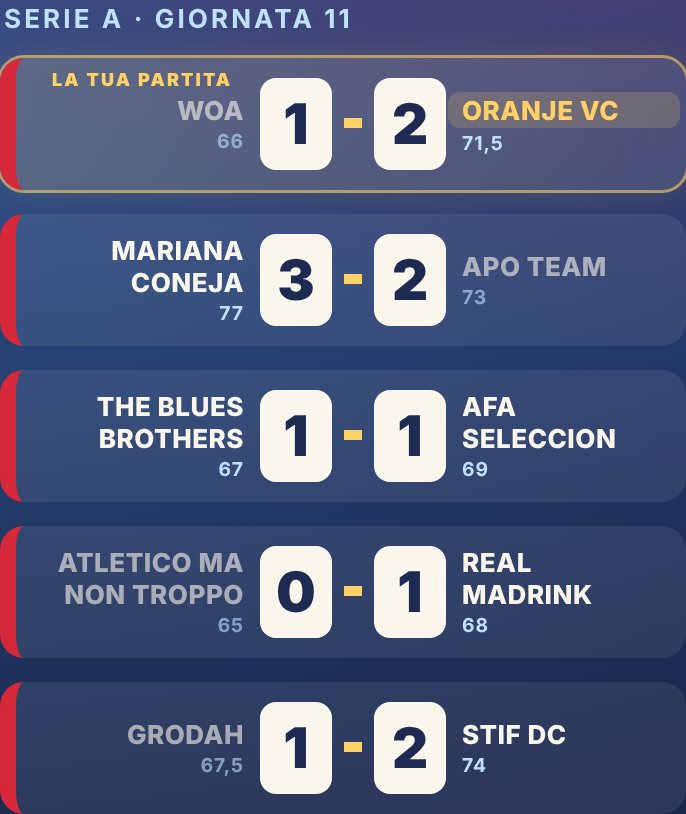 SERIE A · GIORNATA 11
LA TUA PARTITA
WOA
66
1 - 2
ORANJE VC
71,5
MARIANA
CONEJA
77
3 - 2
APO TEAM
73
THE BLUES
BROTHERS
67
1 - 1
AFA
SELECCION
69
ATLETICO MA
NON TROPPO
65
0 - 1
REAL
MADRINK
68
GRODAH
67,5
1 - 2
STIF DC
74